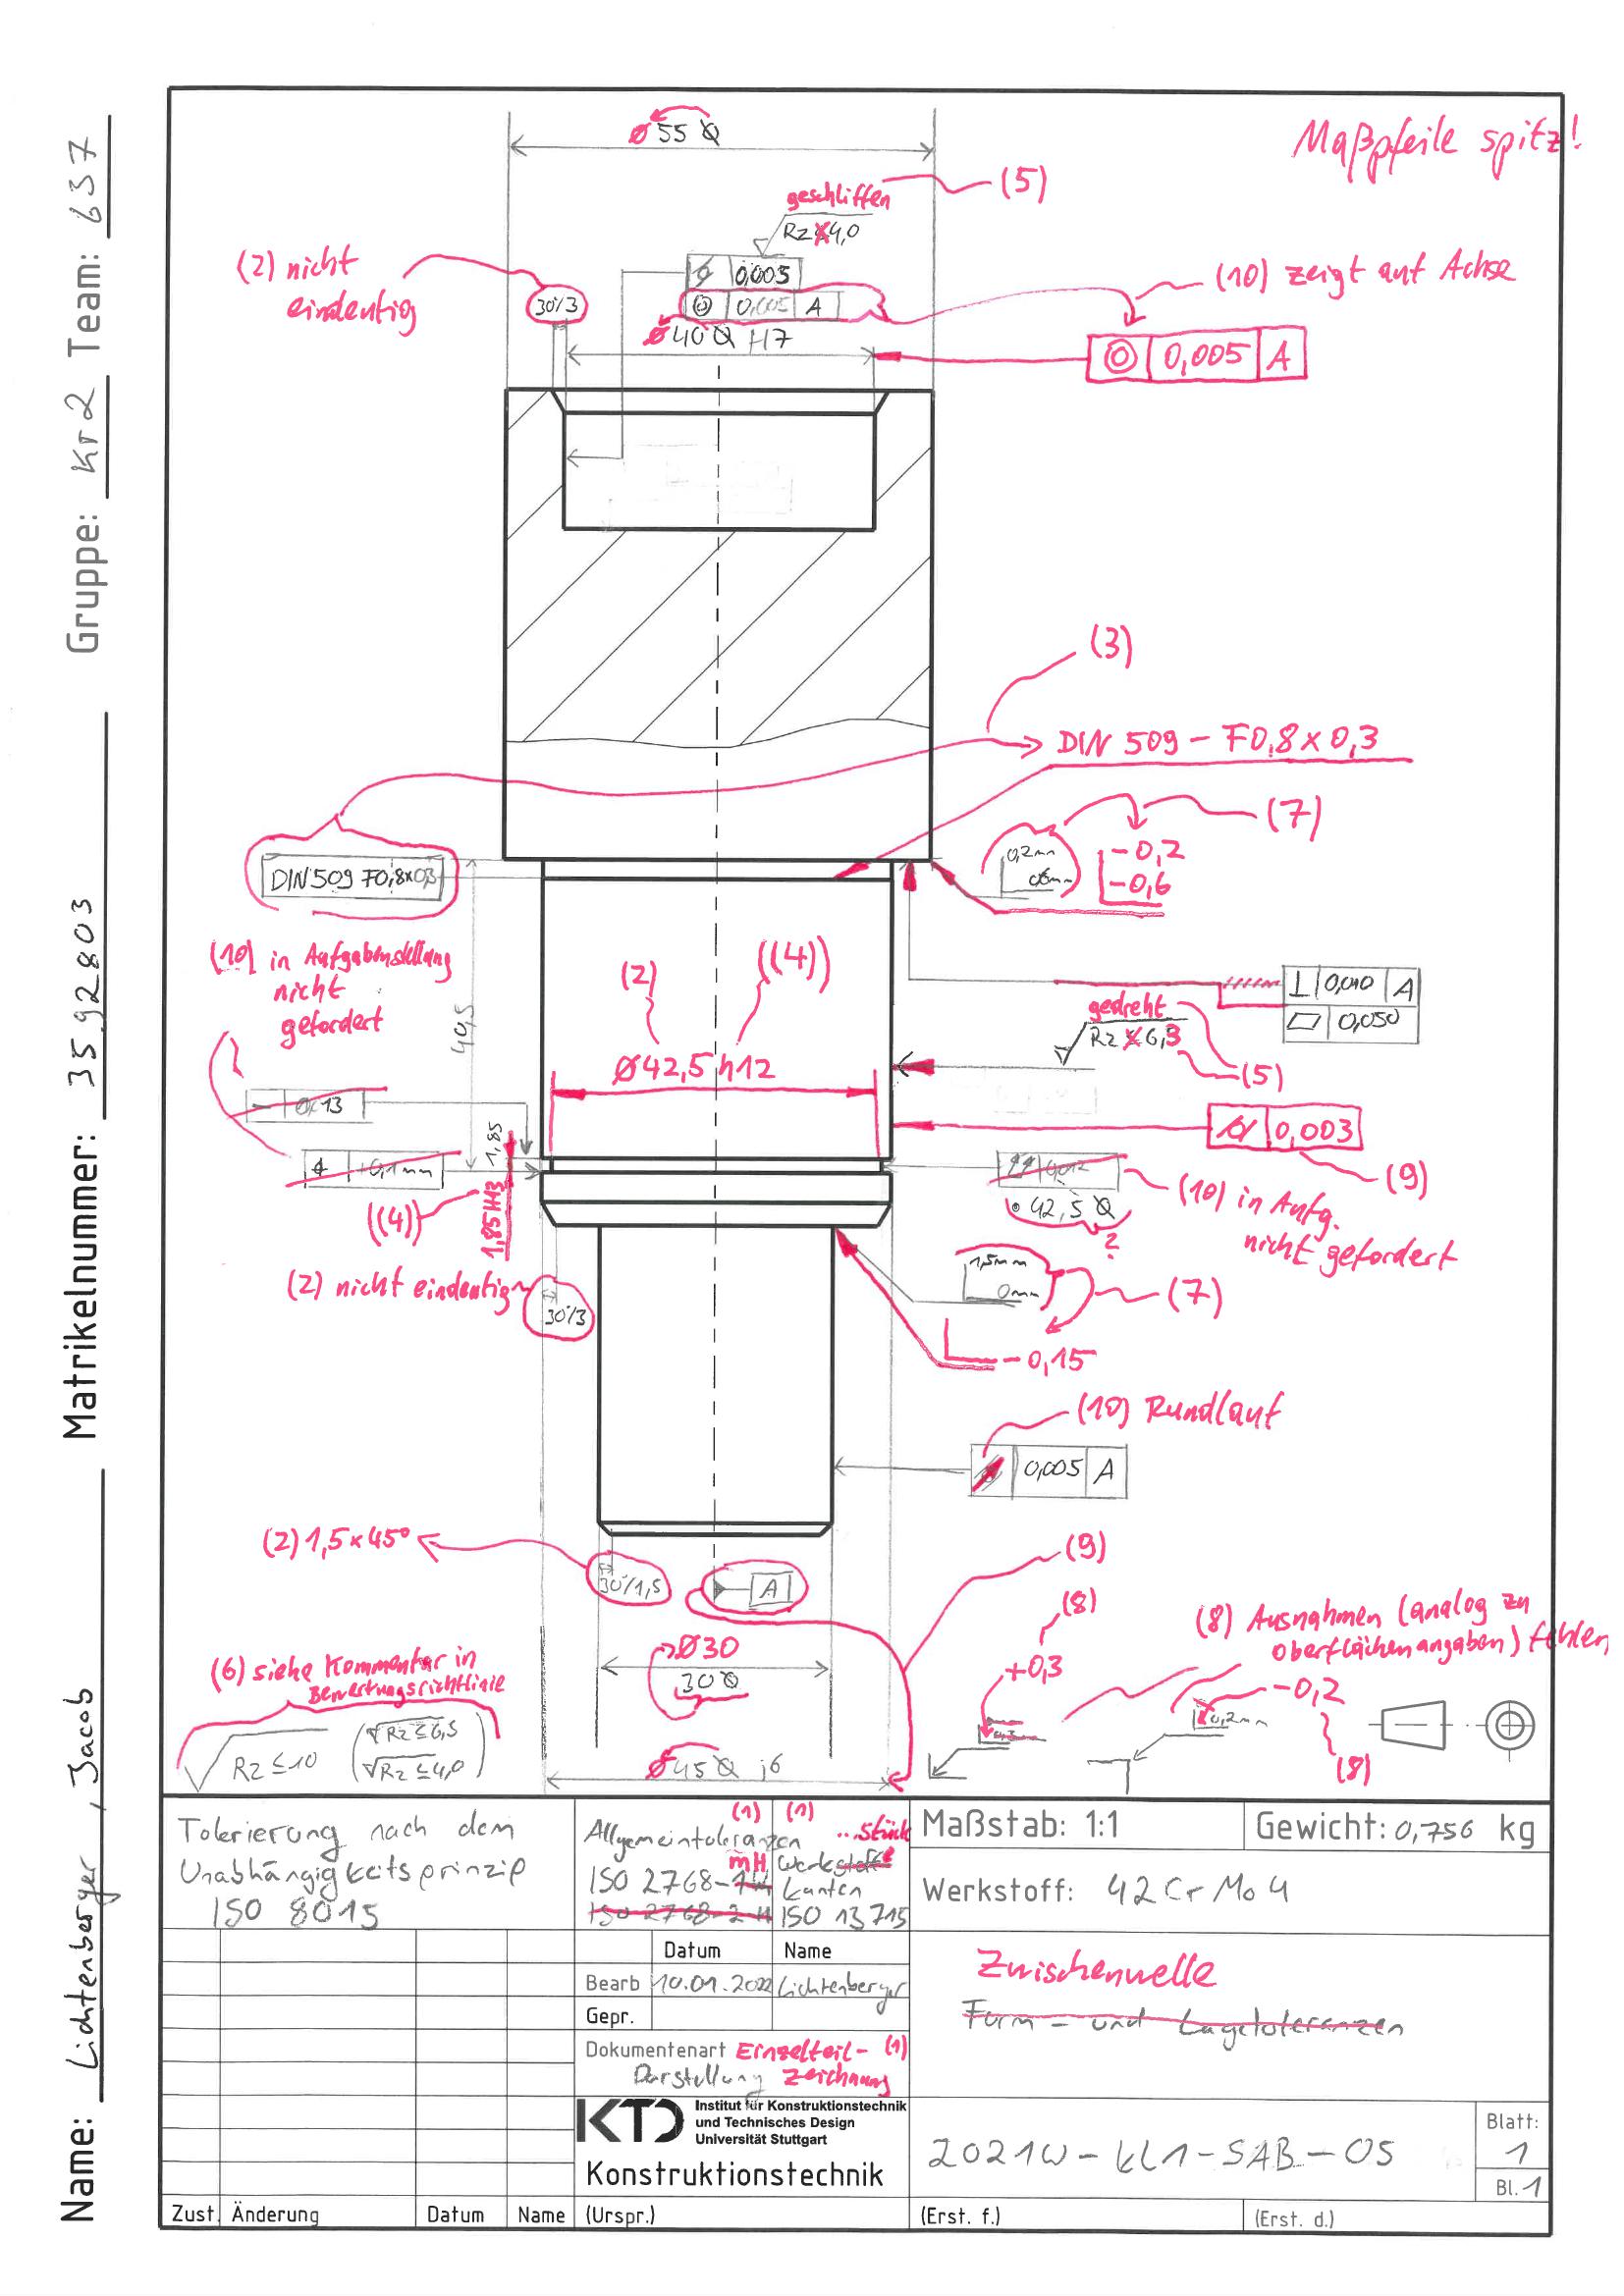 Name: Lichtenberger, Jacob Matrikelnummer: 3592803 Gruppe: Kr2 Team: 637
Maßpfeile spitz!
ø 55
geschliffen
(5)
Rz 4,0
(2) nicht
eindeutig
30°/3
0,005
0,005 A
ø 40 H7
(10) zeigt auf Achse
0,005 A
(3)
DIN 509 - F0,8 x 0,3
(7)
DIN 509 F0,8x0,3
0,2mm
0,6mm
-0,2
-0,6
(10) in Aufgabenstellung
nicht
gefordert
40,5
(2)
((4))
ø42,5 h12
⊥ 0,010 A
0,050
gedreht
Rz 6,3
(5)
0,13
0,003
(9)
0,1mm
1,85
1,85 H13
((4))
0,012
42,5
?
(10) in Aufg.
nicht gefordert
(2) nicht eindeutig
30°/3
1,5mm
0mm
(7)
-0,15
(10) Rundlauf
0,005 A
(2) 1,5 x 45°
30°/1,5
A
(9)
(8)
(8) Ausnahmen (analog zu
Oberflächenangaben) fehlen
ø30
30
+0,3
-0,2
0,2mm
(8)
(6) siehe Kommentar in
Bewertungsrichtlinie
Rz ≤ 10 (√Rz ≤ 6,3
√Rz ≤ 4,0)
ø 45 j6
Tolerierung nach dem
Unabhängigkeitsprinzip
ISO 8015
(1)
Allgemeintoleranzen
mH
ISO 2768-1
ISO 2768-2-H
(1)
...stück
Werkstoff
kanten
ISO 13715
Maßstab: 1:1
Gewicht: 0,756 kg
Werkstoff: 42CrMo4
Datum Name
Bearb 10.01.2022 Lichtenberger
Gepr.
Dokumentenart Einzelteil- (1)
Darstellung zeichnung
Zwischenwelle
Form- und Lagetoleranzen
KTD Institut für Konstruktionstechnik
und Technisches Design
Universität Stuttgart
Konstruktionstechnik
2021W-KL1-SAB-05
Blatt:
1
Bl. 1
Zust. Änderung Datum Name (Urspr.) (Erst. f.) (Erst. d.)